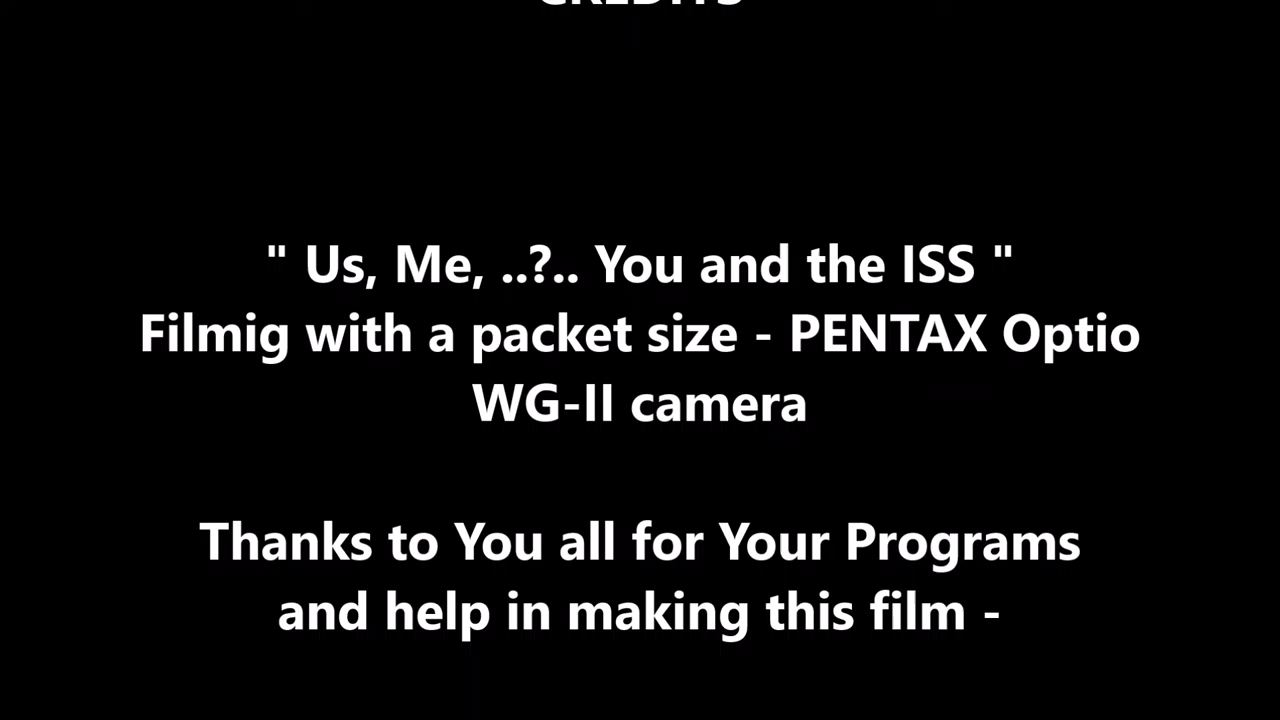 CREDITS
" Us, Me, ..?.. You and the ISS "
Filmig with a packet size - PENTAX Optio
WG-II camera
Thanks to You all for Your Programs
and help in making this film -